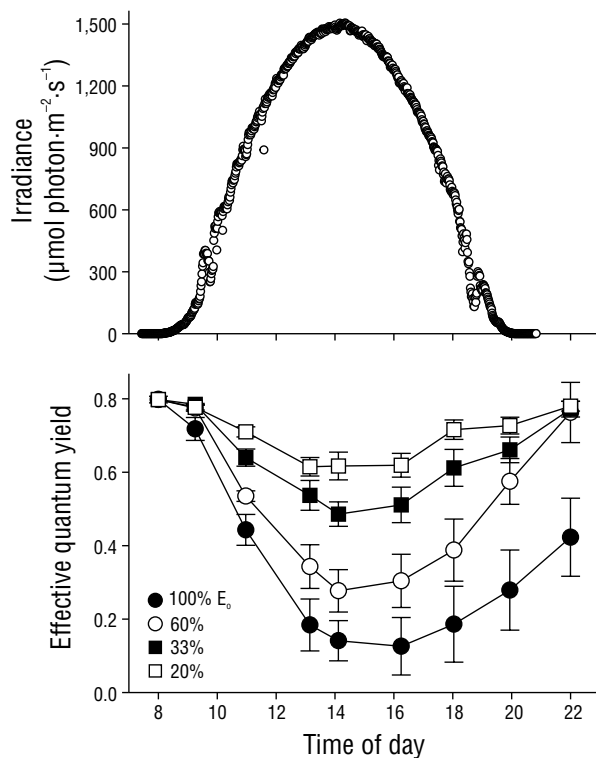 1,500
1,200
900
600
300
0
Irradiance
(µmol photon·m⁻²·s⁻¹)
0.8
0.6
0.4
0.2
0.0
Effective quantum yield
100% E₀
60%
33%
20%
8 10 12 14 16 18 20 22
Time of day